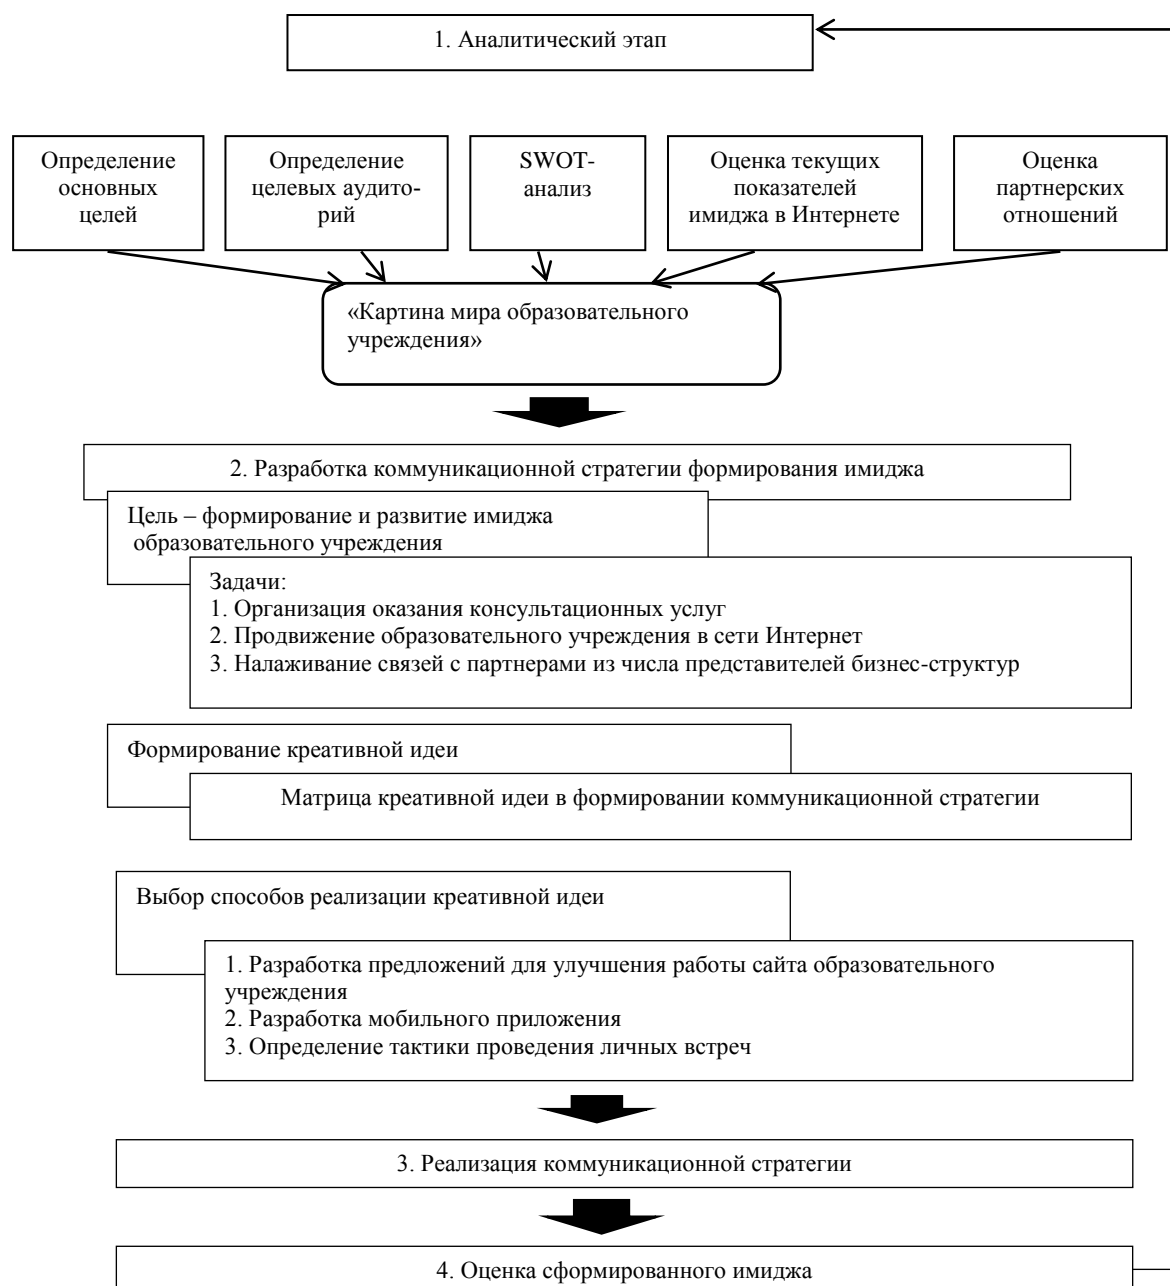 1. Аналитический этап
Определение
основных
целей
Определение
целевых аудито-
рий
SWOT-
анализ
Оценка текущих
показателей
имиджа в Интернете
Оценка
партнерских
отношений
«Картина мира образовательного
учреждения»
2. Разработка коммуникационной стратегии формирования имиджа
Цель – формирование и развитие имиджа
образовательного учреждения
Задачи:
1. Организация оказания консультационных услуг
2. Продвижение образовательного учреждения в сети Интернет
3. Налаживание связей с партнерами из числа представителей бизнес-структур
Формирование креативной идеи
Матрица креативной идеи в формировании коммуникационной стратегии
Выбор способов реализации креативной идеи
1. Разработка предложений для улучшения работы сайта образовательного
учреждения
2. Разработка мобильного приложения
3. Определение тактики проведения личных встреч
3. Реализация коммуникационной стратегии
4. Оценка сформированного имиджа